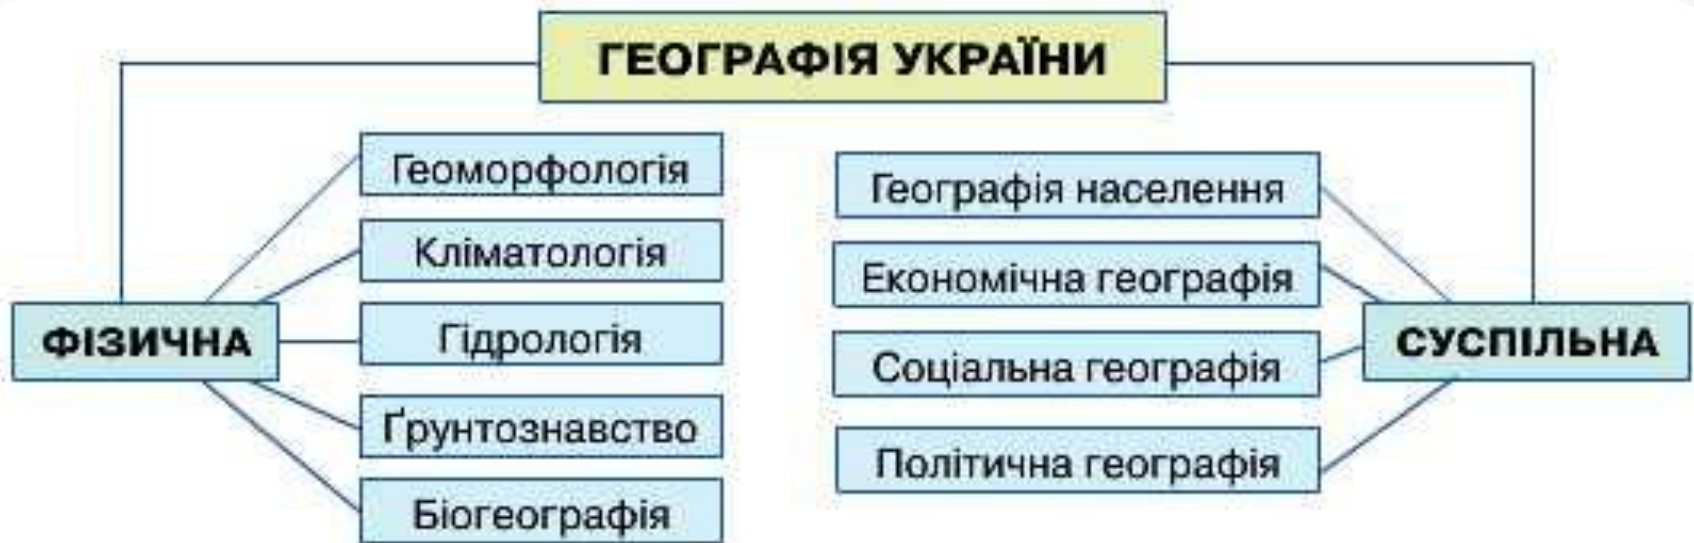 ГЕОГРАФІЯ УКРАЇНИ
ФІЗИЧНА
Геоморфологія
Кліматологія
Гідрологія
Ґрунтознавство
Біогеографія
СУСПІЛЬНА
Географія населення
Економічна географія
Соціальна географія
Політична географія